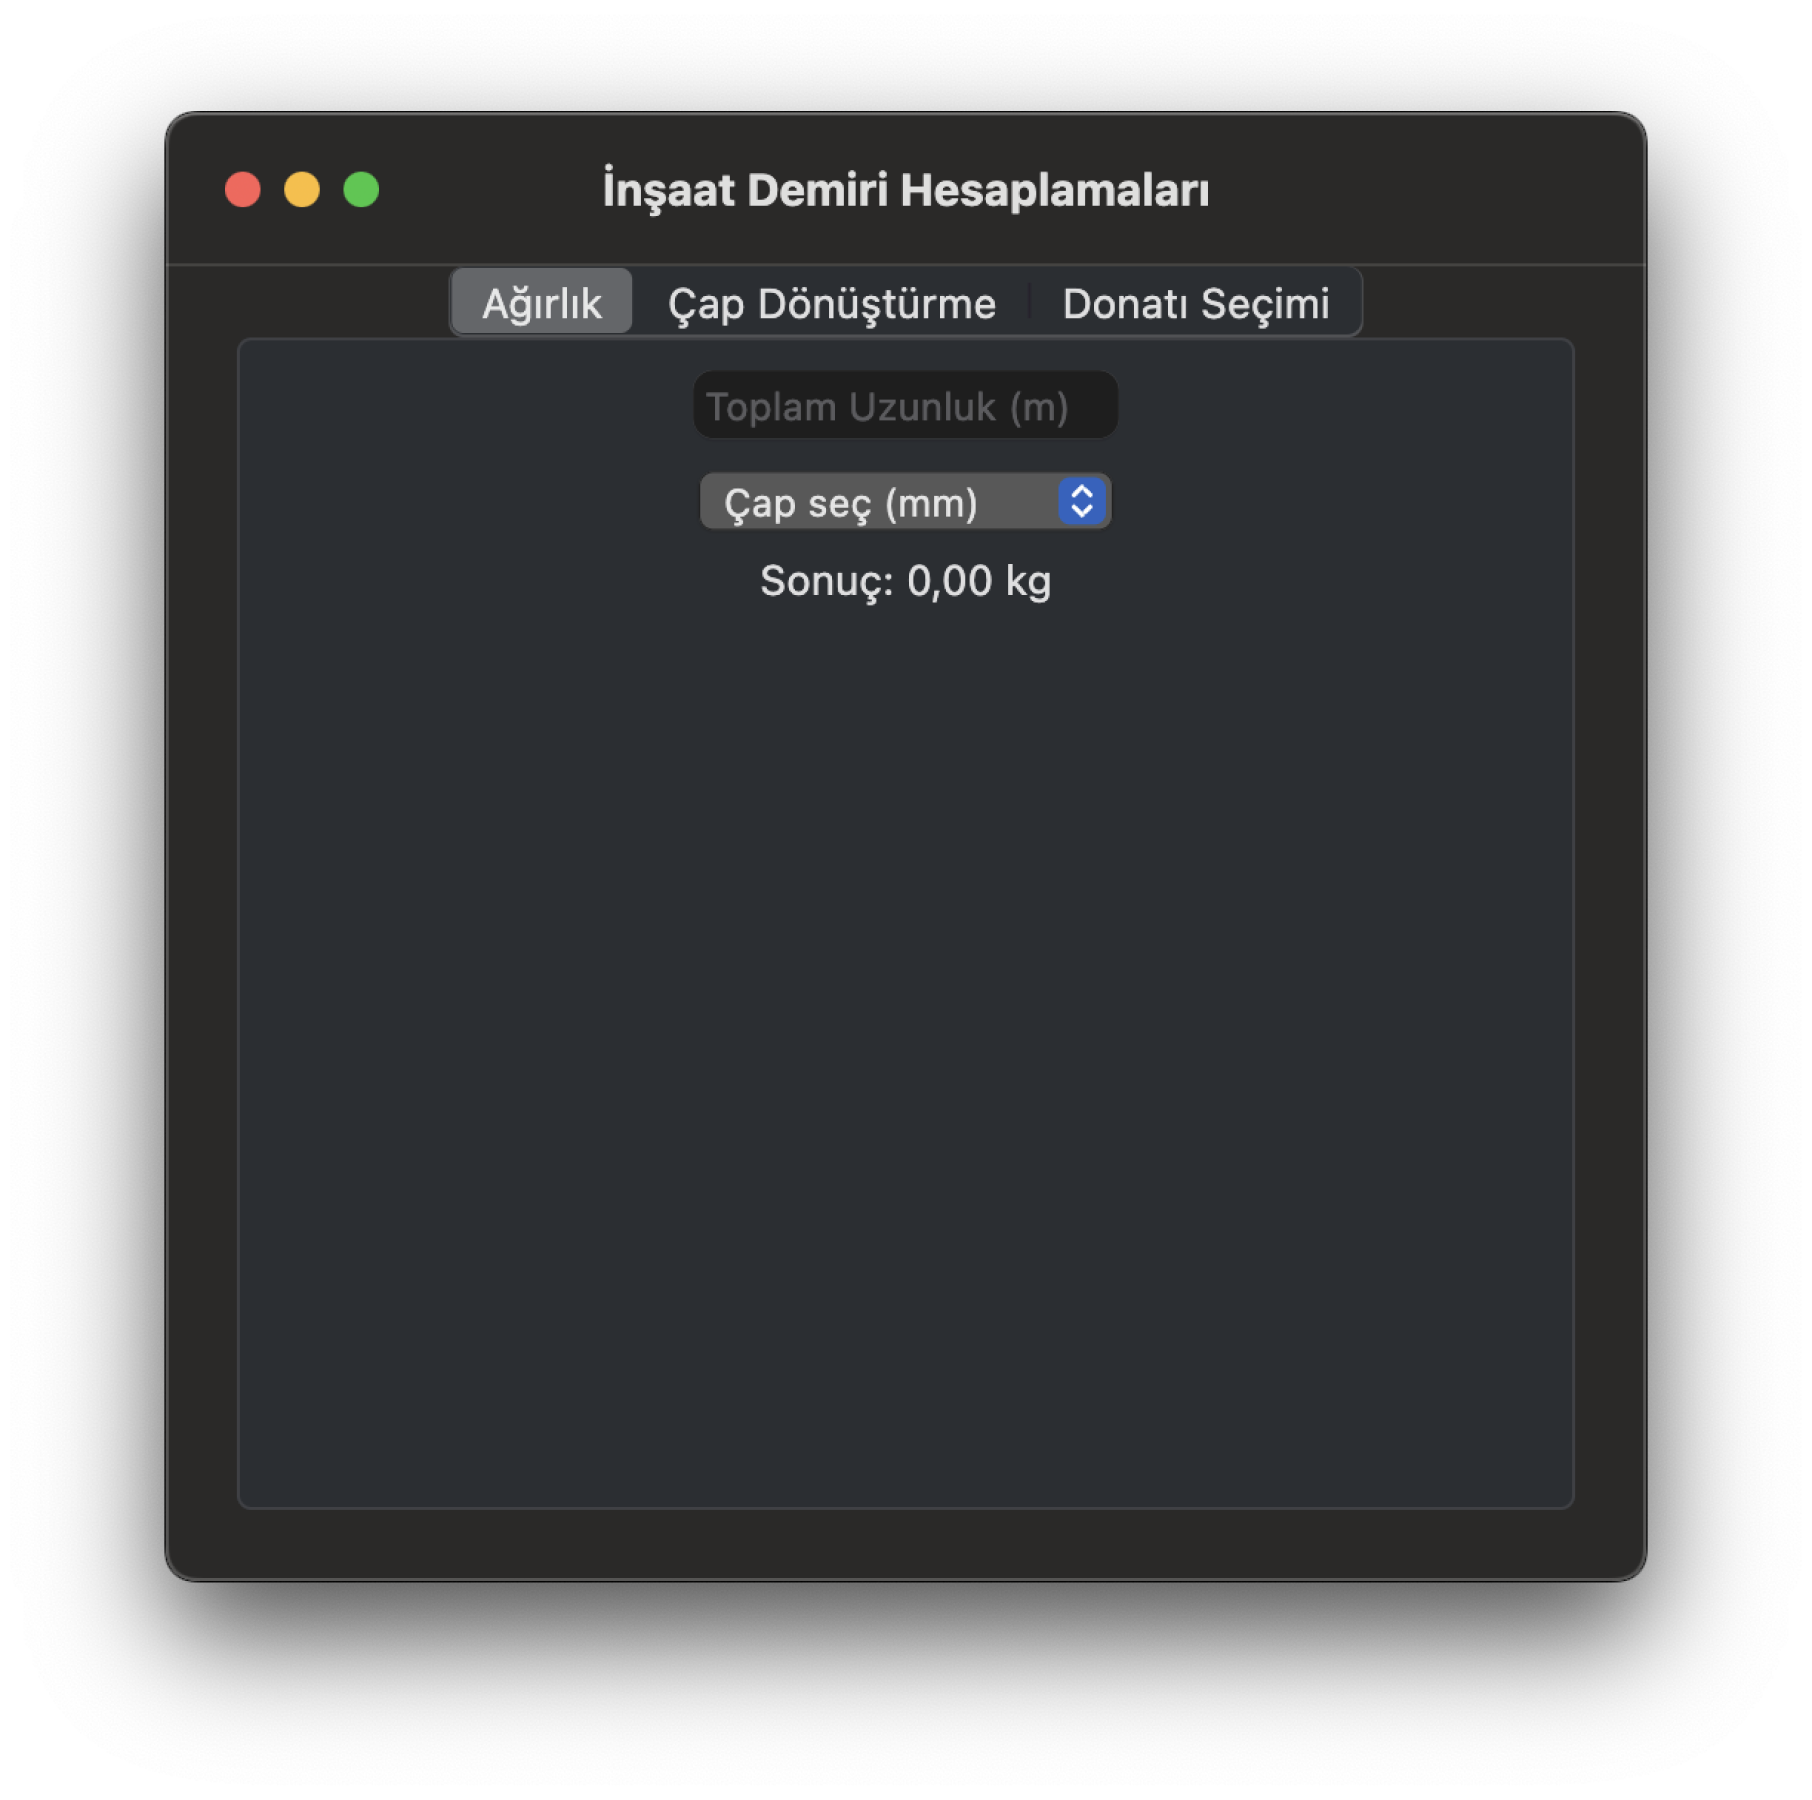 İnşaat Demiri Hesaplamaları
Ağırlık Çap Dönüştürme Donatı Seçimi
Toplam Uzunluk (m)
Çap seç (mm)
Sonuç: 0,00 kg